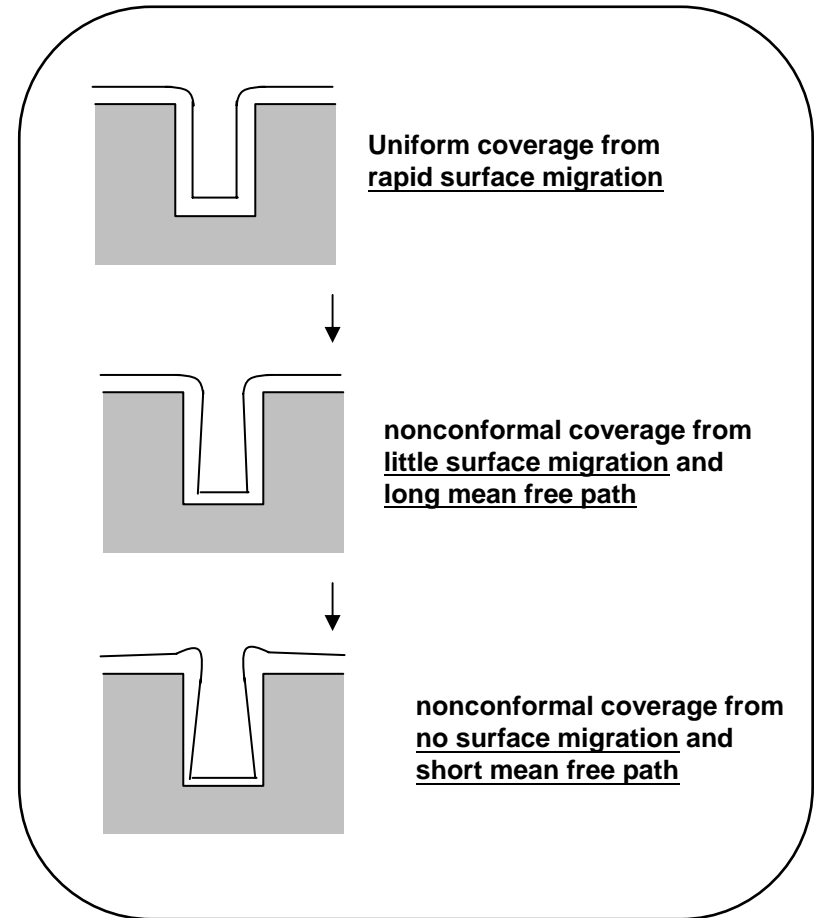 Uniform coverage from
rapid surface migration
nonconformal coverage from
little surface migration and
long mean free path
nonconformal coverage from
no surface migration and
short mean free path